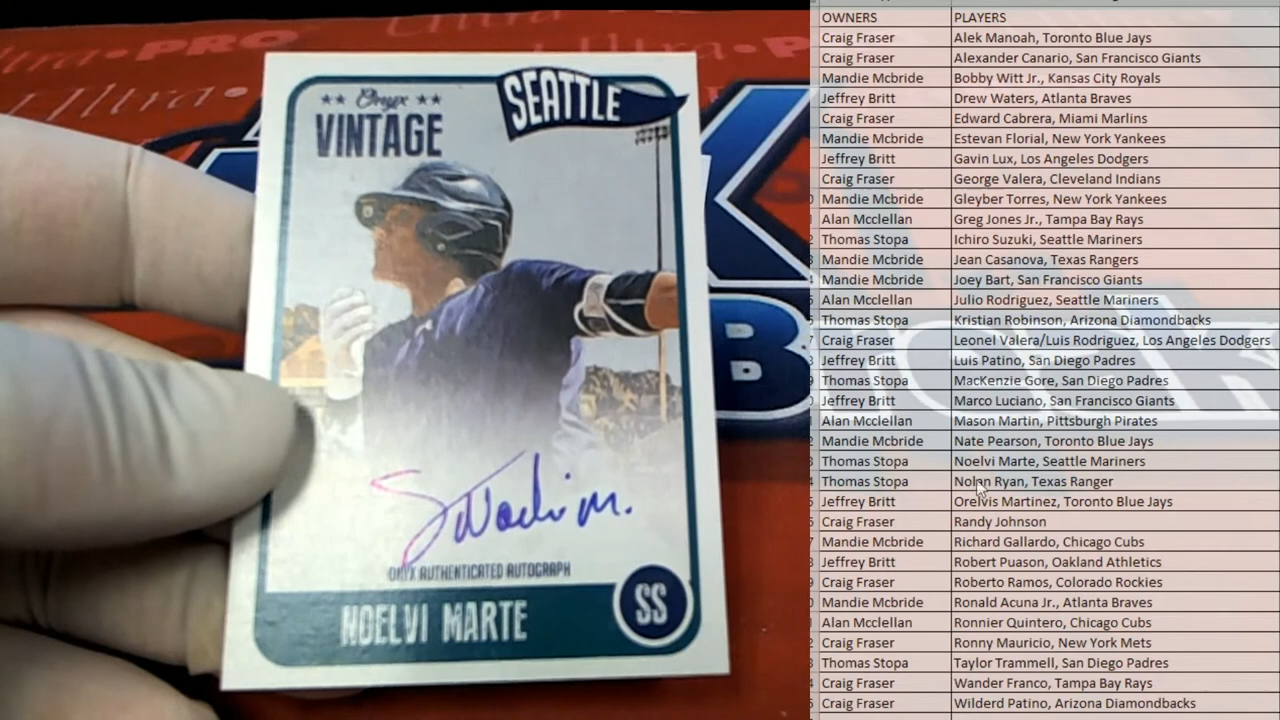 Ultra•PRO
Ultra•
Onyx
VINTAGE
SEATTLE
ONYX AUTHENTICATED AUTOGRAPH
NOELVI MARTE
SS
OWNERS PLAYERS
Craig Fraser Alek Manoah, Toronto Blue Jays
Craig Fraser Alexander Canario, San Francisco Giants
Mandie Mcbride Bobby Witt Jr., Kansas City Royals
Jeffrey Britt Drew Waters, Atlanta Braves
Craig Fraser Edward Cabrera, Miami Marlins
Mandie Mcbride Estevan Florial, New York Yankees
Jeffrey Britt Gavin Lux, Los Angeles Dodgers
Craig Fraser George Valera, Cleveland Indians
Mandie Mcbride Gleyber Torres, New York Yankees
Alan Mcclellan Greg Jones Jr., Tampa Bay Rays
Thomas Stopa Ichiro Suzuki, Seattle Mariners
Mandie Mcbride Jean Casanova, Texas Rangers
Mandie Mcbride Joey Bart, San Francisco Giants
Alan Mcclellan Julio Rodriguez, Seattle Mariners
Thomas Stopa Kristian Robinson, Arizona Diamondbacks
Craig Fraser Leonel Valera/Luis Rodriguez, Los Angeles Dodgers
Jeffrey Britt Luis Patino, San Diego Padres
Thomas Stopa MacKenzie Gore, San Diego Padres
Jeffrey Britt Marco Luciano, San Francisco Giants
Alan Mcclellan Mason Martin, Pittsburgh Pirates
Mandie Mcbride Nate Pearson, Toronto Blue Jays
Thomas Stopa Noelvi Marte, Seattle Mariners
Thomas Stopa Nolan Ryan, Texas Ranger
Jeffrey Britt Orelvis Martinez, Toronto Blue Jays
Craig Fraser Randy Johnson
Mandie Mcbride Richard Gallardo, Chicago Cubs
Jeffrey Britt Robert Puason, Oakland Athletics
Craig Fraser Roberto Ramos, Colorado Rockies
Mandie Mcbride Ronald Acuna Jr., Atlanta Braves
Alan Mcclellan Ronnier Quintero, Chicago Cubs
Craig Fraser Ronny Mauricio, New York Mets
Thomas Stopa Taylor Trammell, San Diego Padres
Craig Fraser Wander Franco, Tampa Bay Rays
Craig Fraser Wilderd Patino, Arizona Diamondbacks